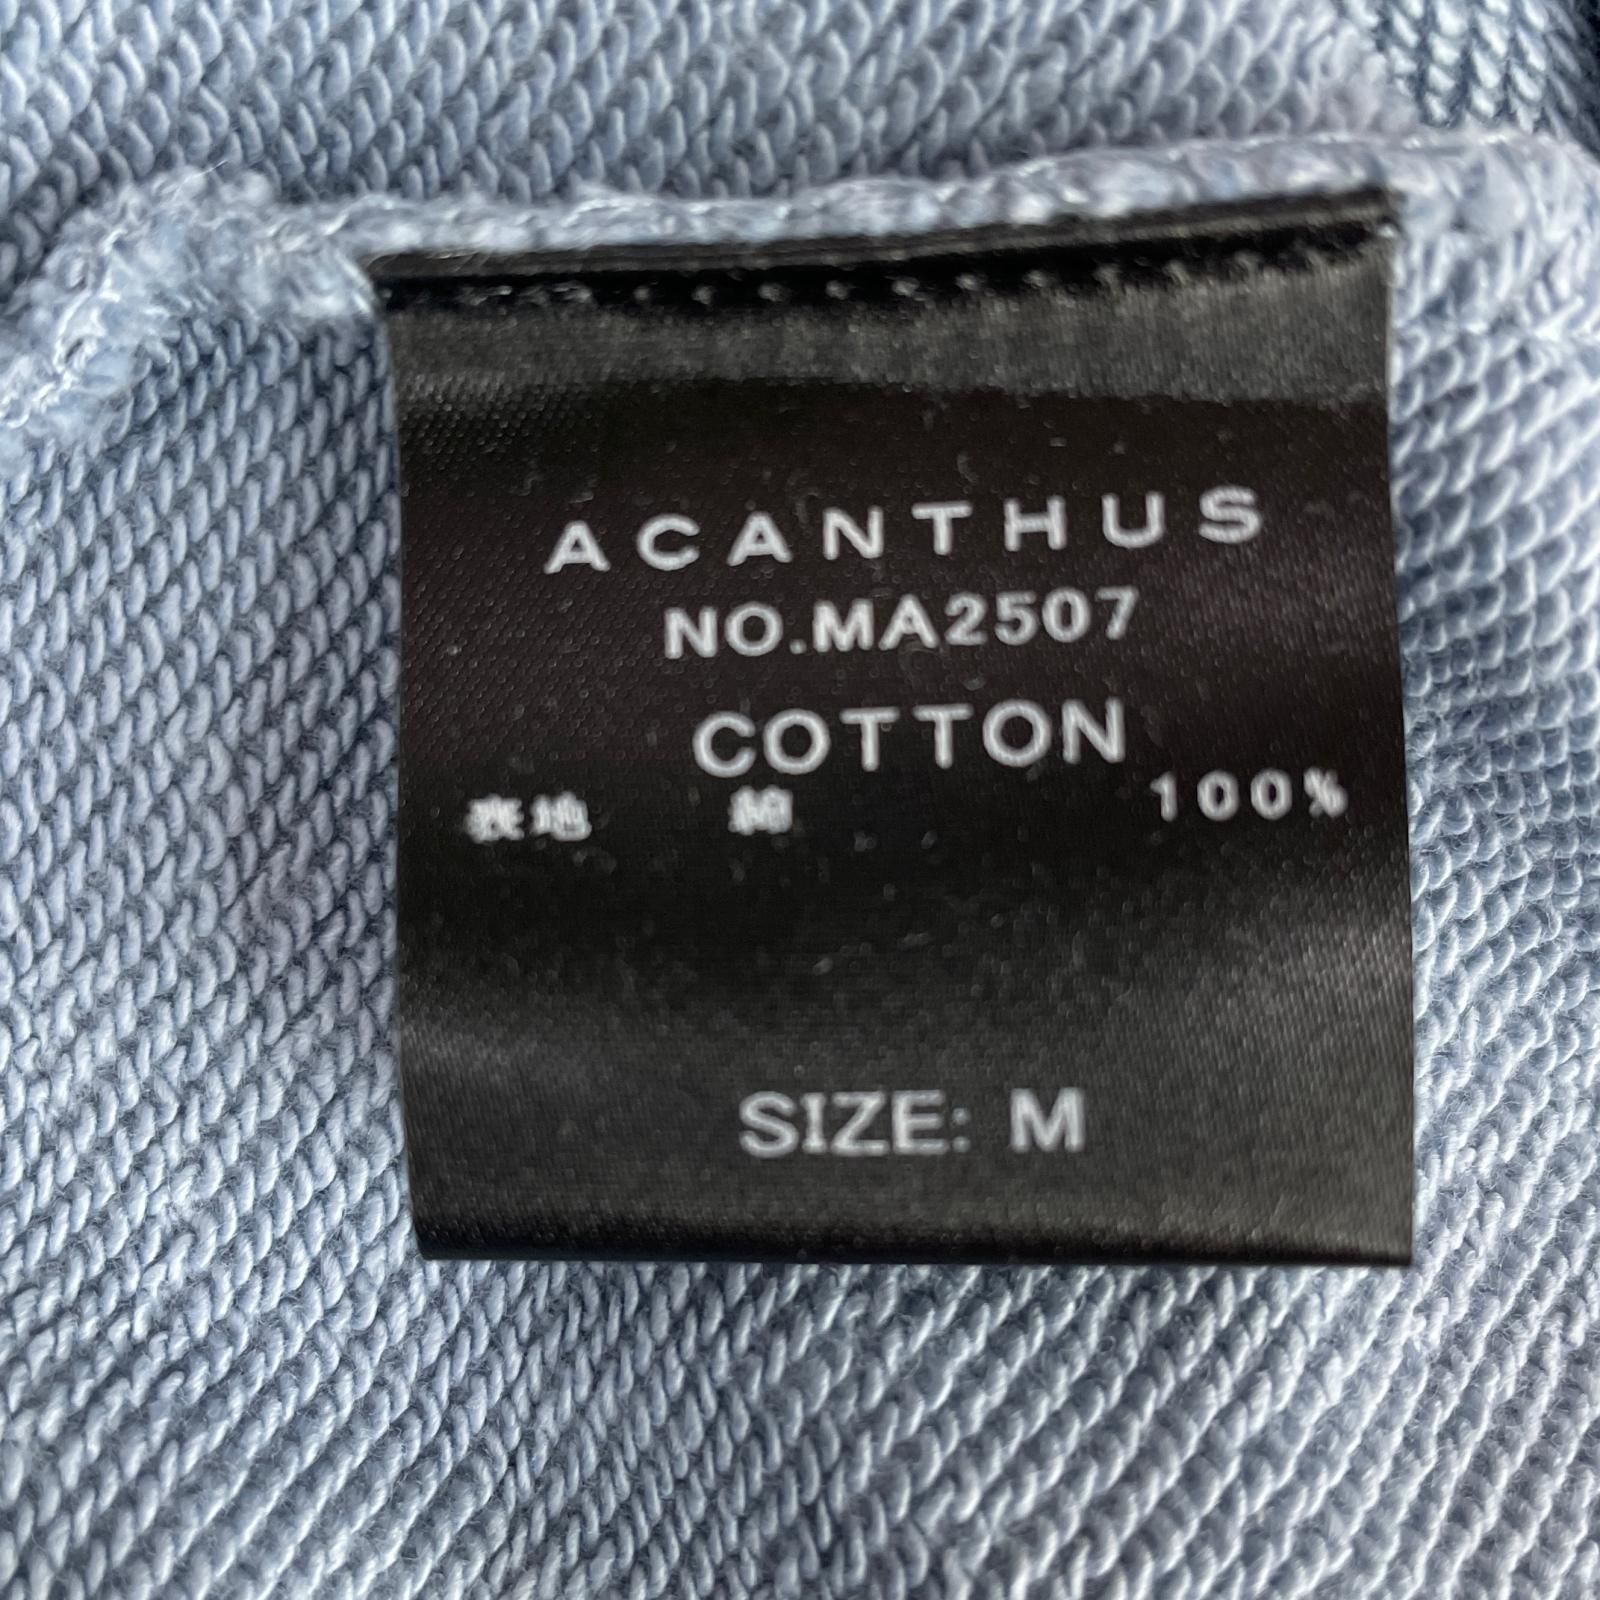 ACANTHUS
NO.MA2507
COTTON
表地 綿 100%
SIZE: M